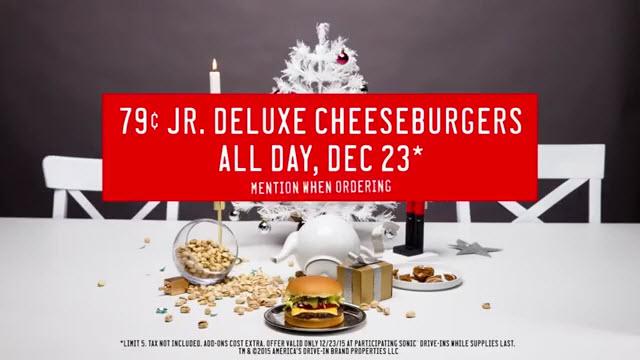 79¢ JR. DELUXE CHEESEBURGERS
ALL DAY, DEC 23*
MENTION WHEN ORDERING
*LIMIT 5. TAX NOT INCLUDED. ADD-ONS COST EXTRA. OFFER VALID ONLY 12/23/15 AT PARTICIPATING SONIC® DRIVE-INS WHILE SUPPLIES LAST.
TM & ©2015 AMERICA'S DRIVE-IN BRAND PROPERTIES LLC